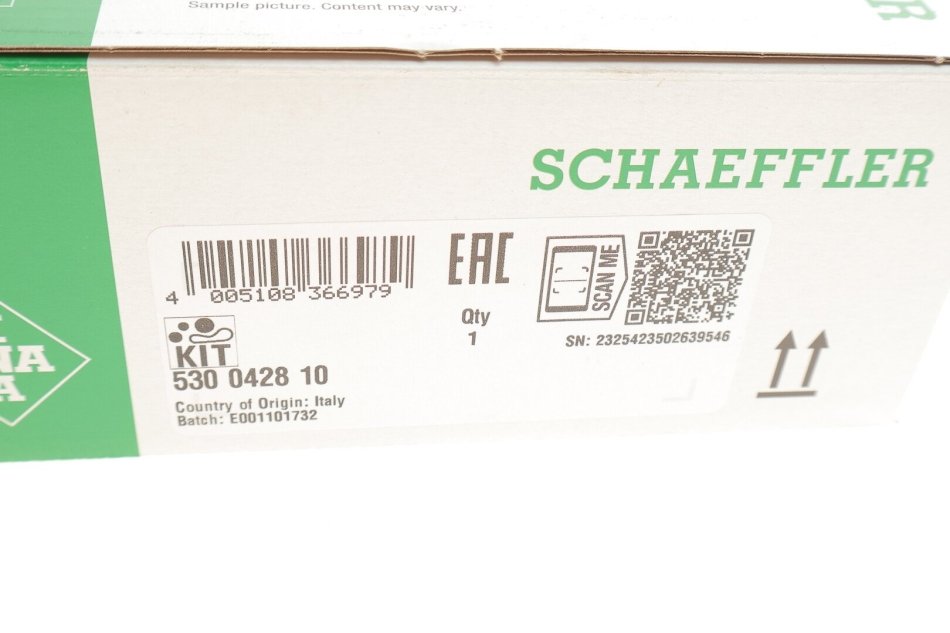 Sample picture. Content may vary.
SCHAEFFLER
4 005108 366979
EAC
SCAN ME
Qty
1
SN: 2325423502639546
KIT
530 0428 10
Country of Origin: Italy
Batch: E001101732